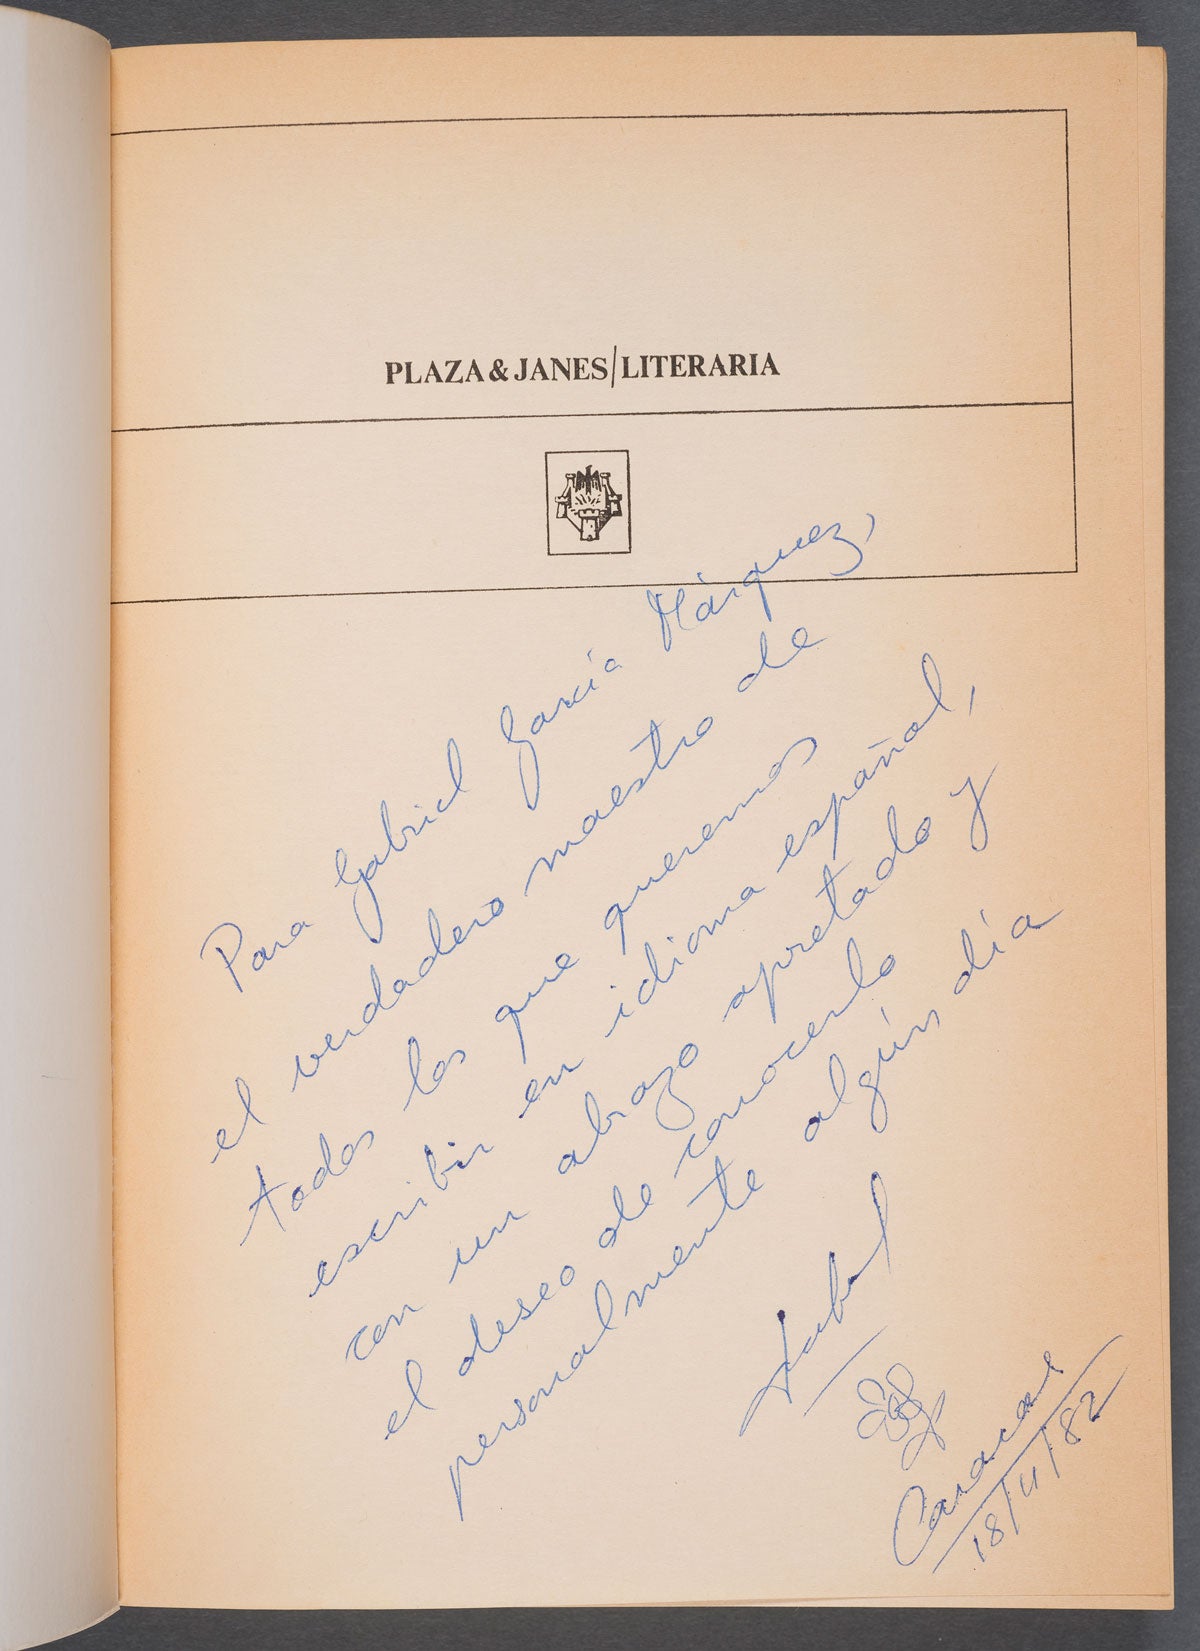 PLAZA & JANES/LITERARIA
Para Gabriel García Márquez,
el verdadero maestro de
todos los que queremos
escribir en idioma español,
con un abrazo apretado y
el deseo de conocerlo
personalmente algún día
Isabel
Caracas
18/11/82